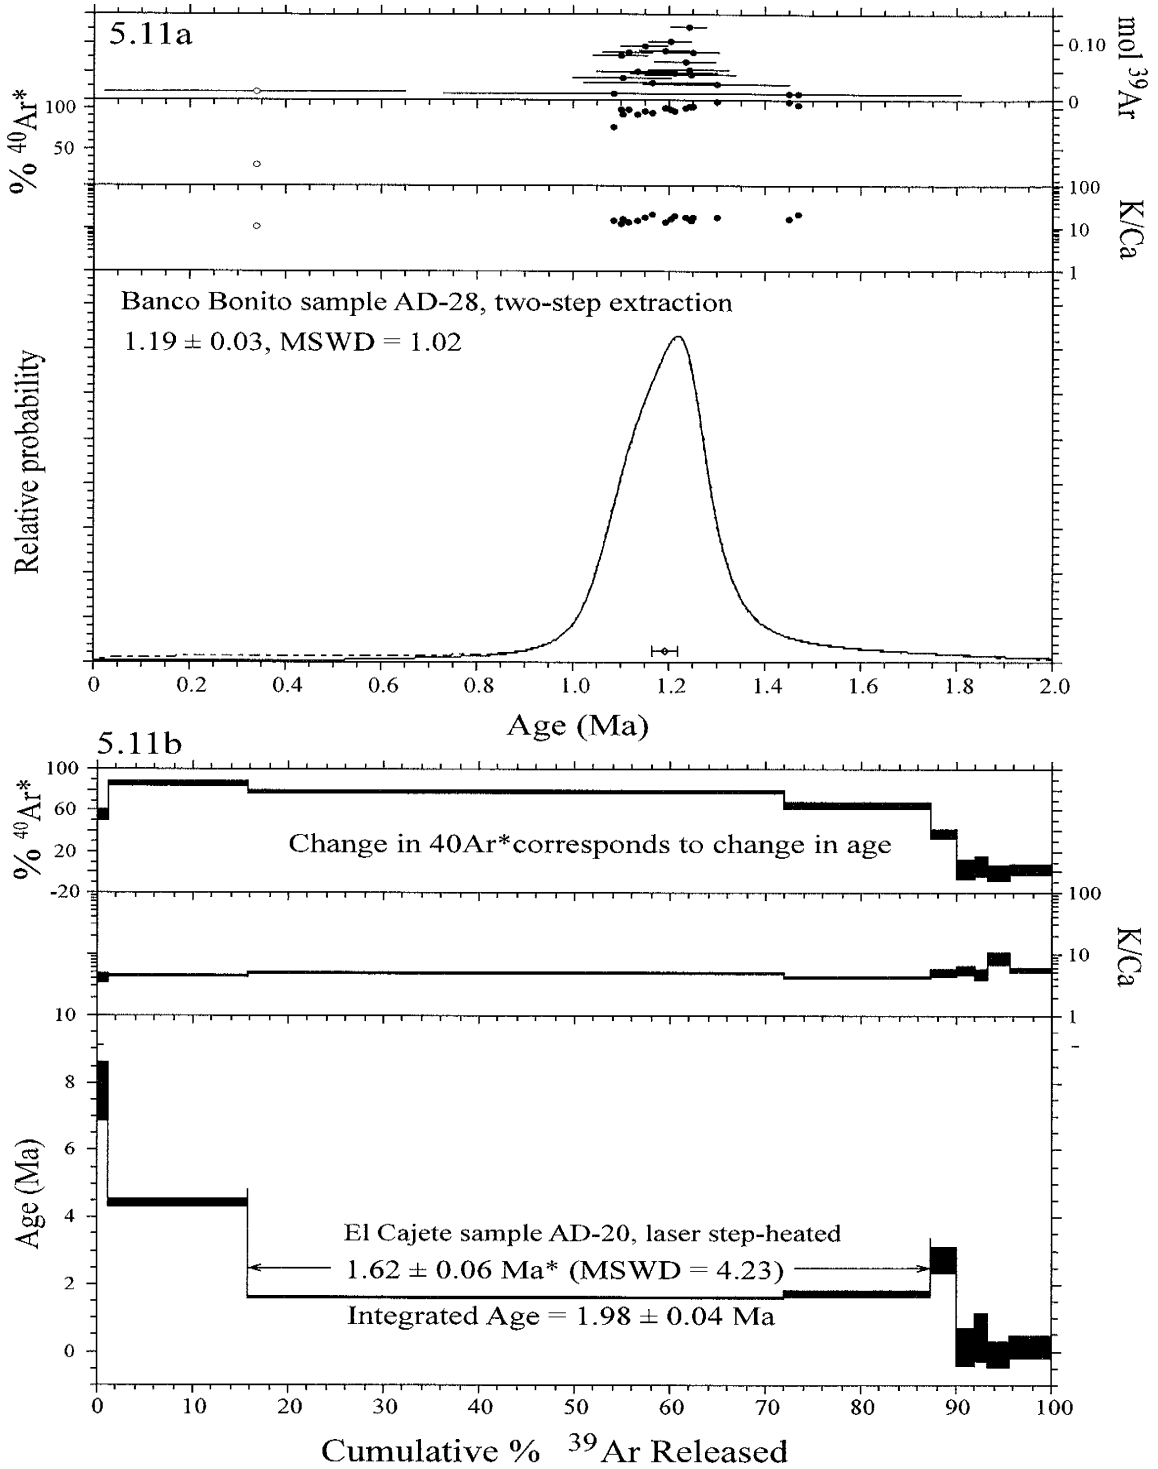 5.11a
mol 39Ar
0.10
0
% 40Ar*
100
50
K/Ca
100
10
1
Banco Bonito sample AD-28, two-step extraction
1.19 ± 0.03, MSWD = 1.02
Relative probability
0 0.2 0.4 0.6 0.8 1.0 1.2 1.4 1.6 1.8 2.0
Age (Ma)
5.11b
% 40Ar*
100
60
20
-20
Change in 40Ar*corresponds to change in age
K/Ca
100
10
1
Age (Ma)
10
8
6
4
2
0
El Cajete sample AD-20, laser step-heated
1.62 ± 0.06 Ma* (MSWD = 4.23)
Integrated Age = 1.98 ± 0.04 Ma
0 10 20 30 40 50 60 70 80 90 100
Cumulative % 39Ar Released